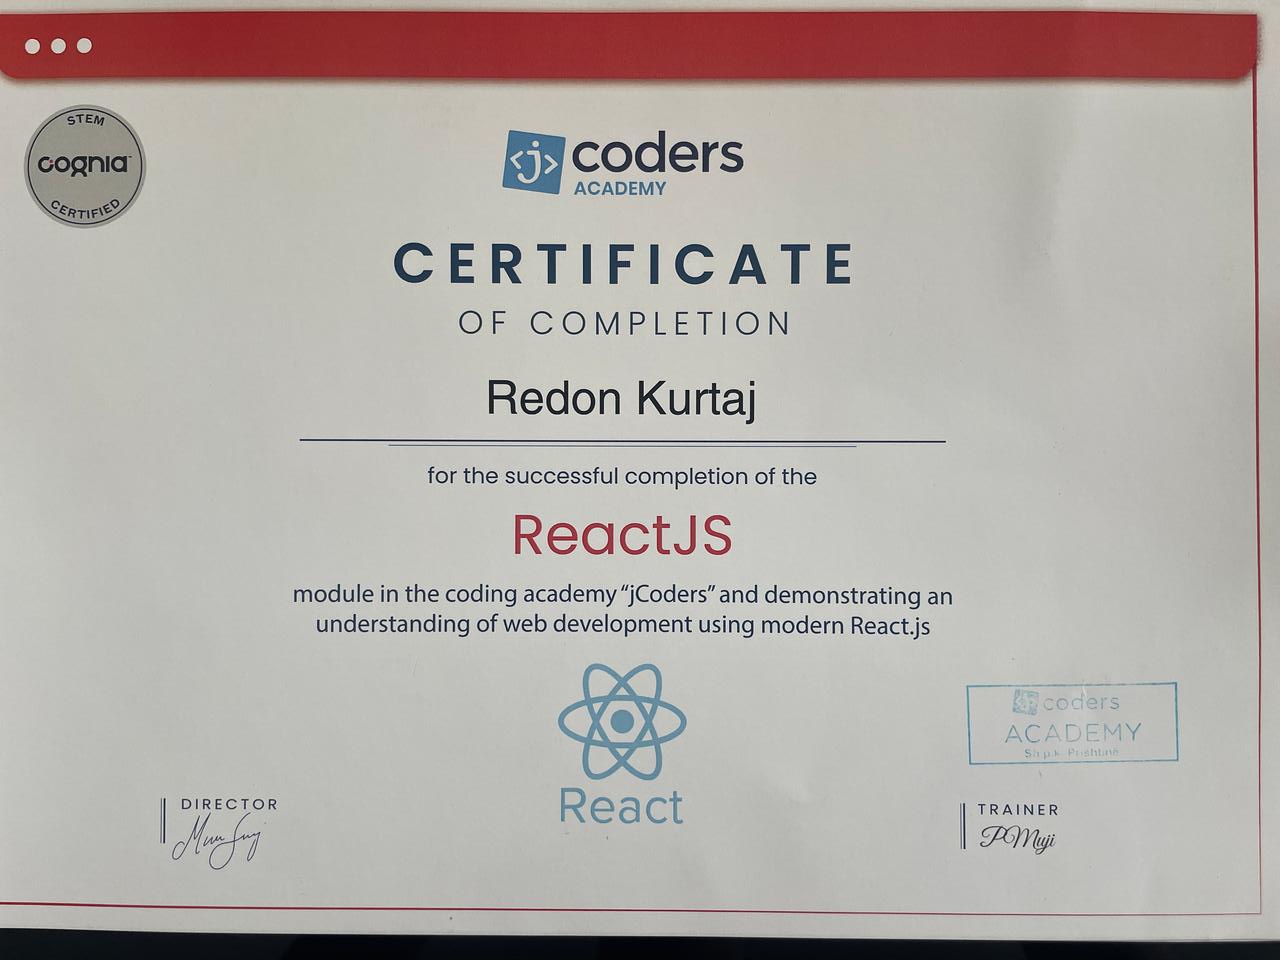 STEM
cognia
CERTIFIED
<j> coders
ACADEMY
CERTIFICATE
OF COMPLETION
Redon Kurtaj
for the successful completion of the
ReactJS
module in the coding academy “jCoders” and demonstrating an
understanding of web development using modern React.js
React
coders
ACADEMY
Sh.p.k. Prishtinë
DIRECTOR
TRAINER
PMuji